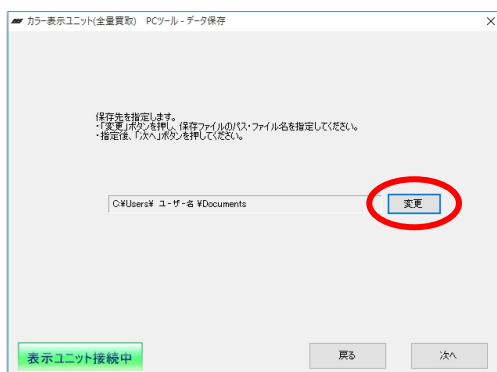 カラー表示ユニット(全量買取) PCツール - データ保存
保存先を指定します。
・「変更」ボタンを押し、保存ファイルのパス・ファイル名を指定してください。
・指定後、「次へ」ボタンを押してください。
C:¥Users¥ ユーザー名 ¥Documents
変更
表示ユニット接続中
戻る
次へ